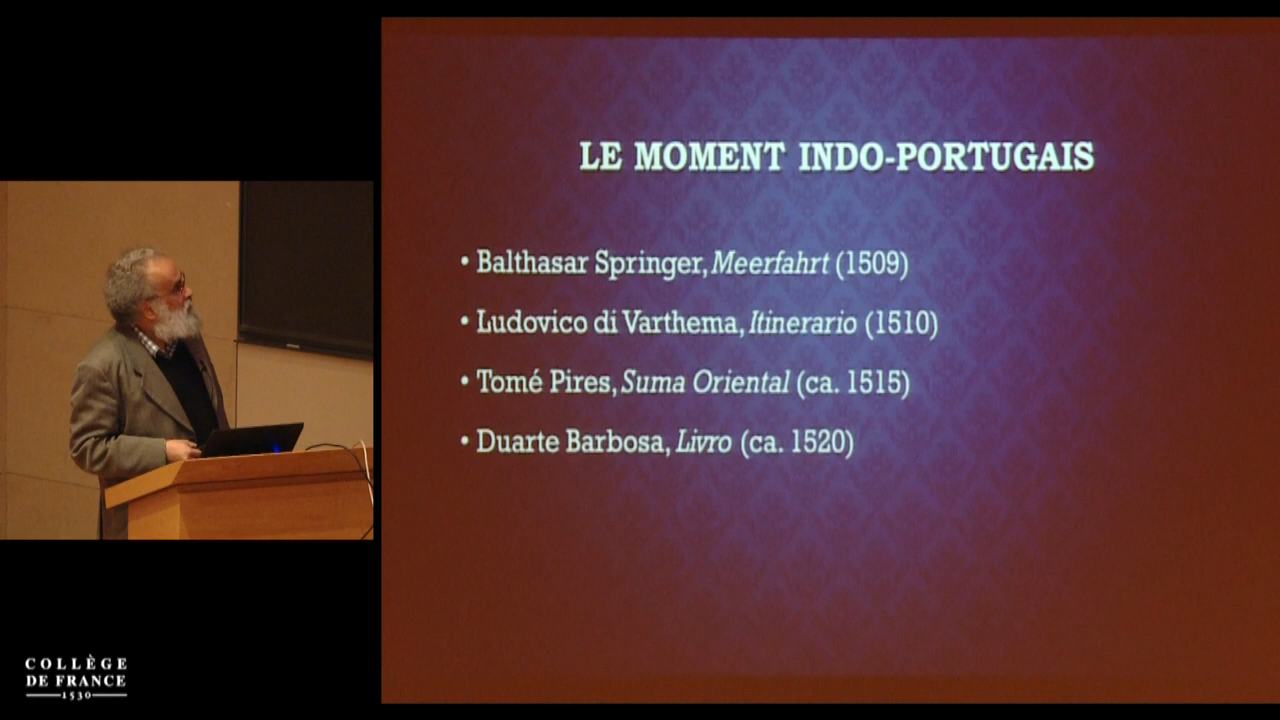 LE MOMENT INDO-PORTUGAIS
• Balthasar Springer, Meerfahrt (1509)
• Ludovico di Varthema, Itinerario (1510)
• Tomé Pires, Suma Oriental (ca. 1515)
• Duarte Barbosa, Livro (ca. 1520)
COLLÈGE
DE FRANCE
1530